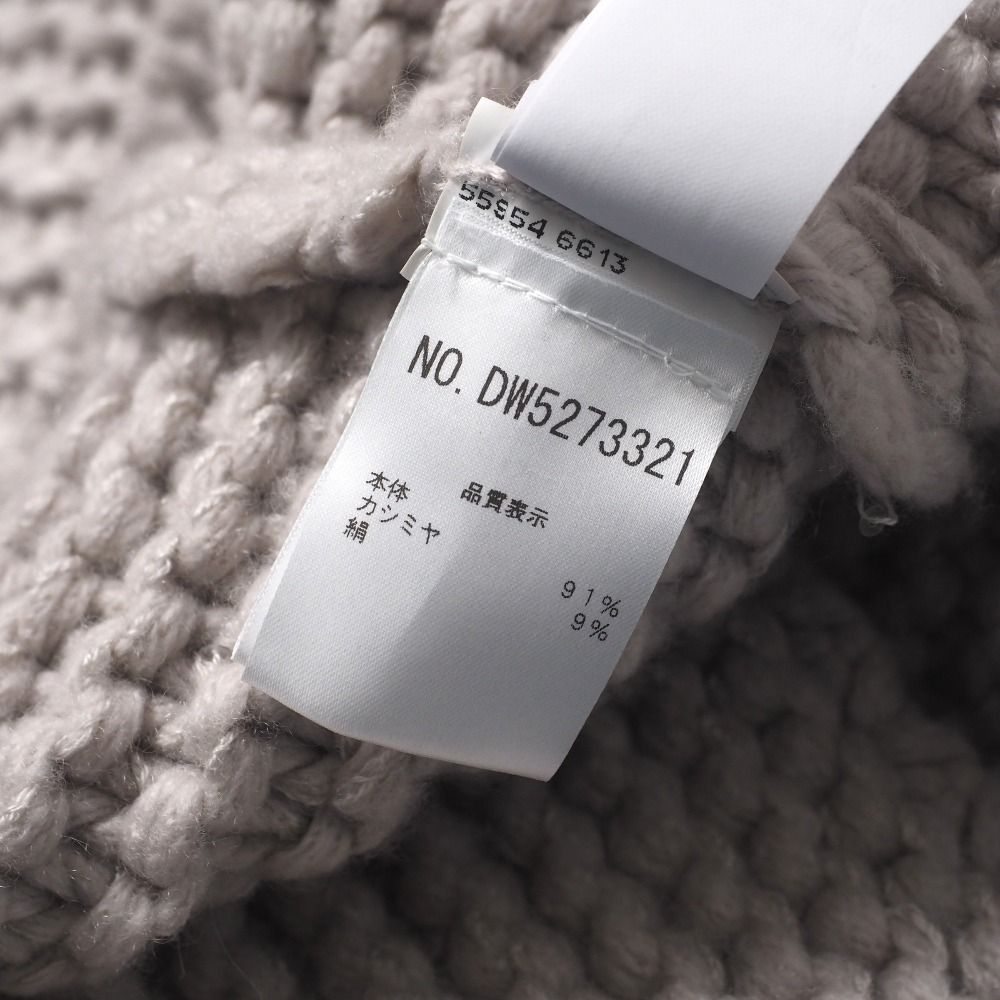 55954 6613
NO. DW5273321
品質表示
本体
カシミヤ 91%
絹 9%